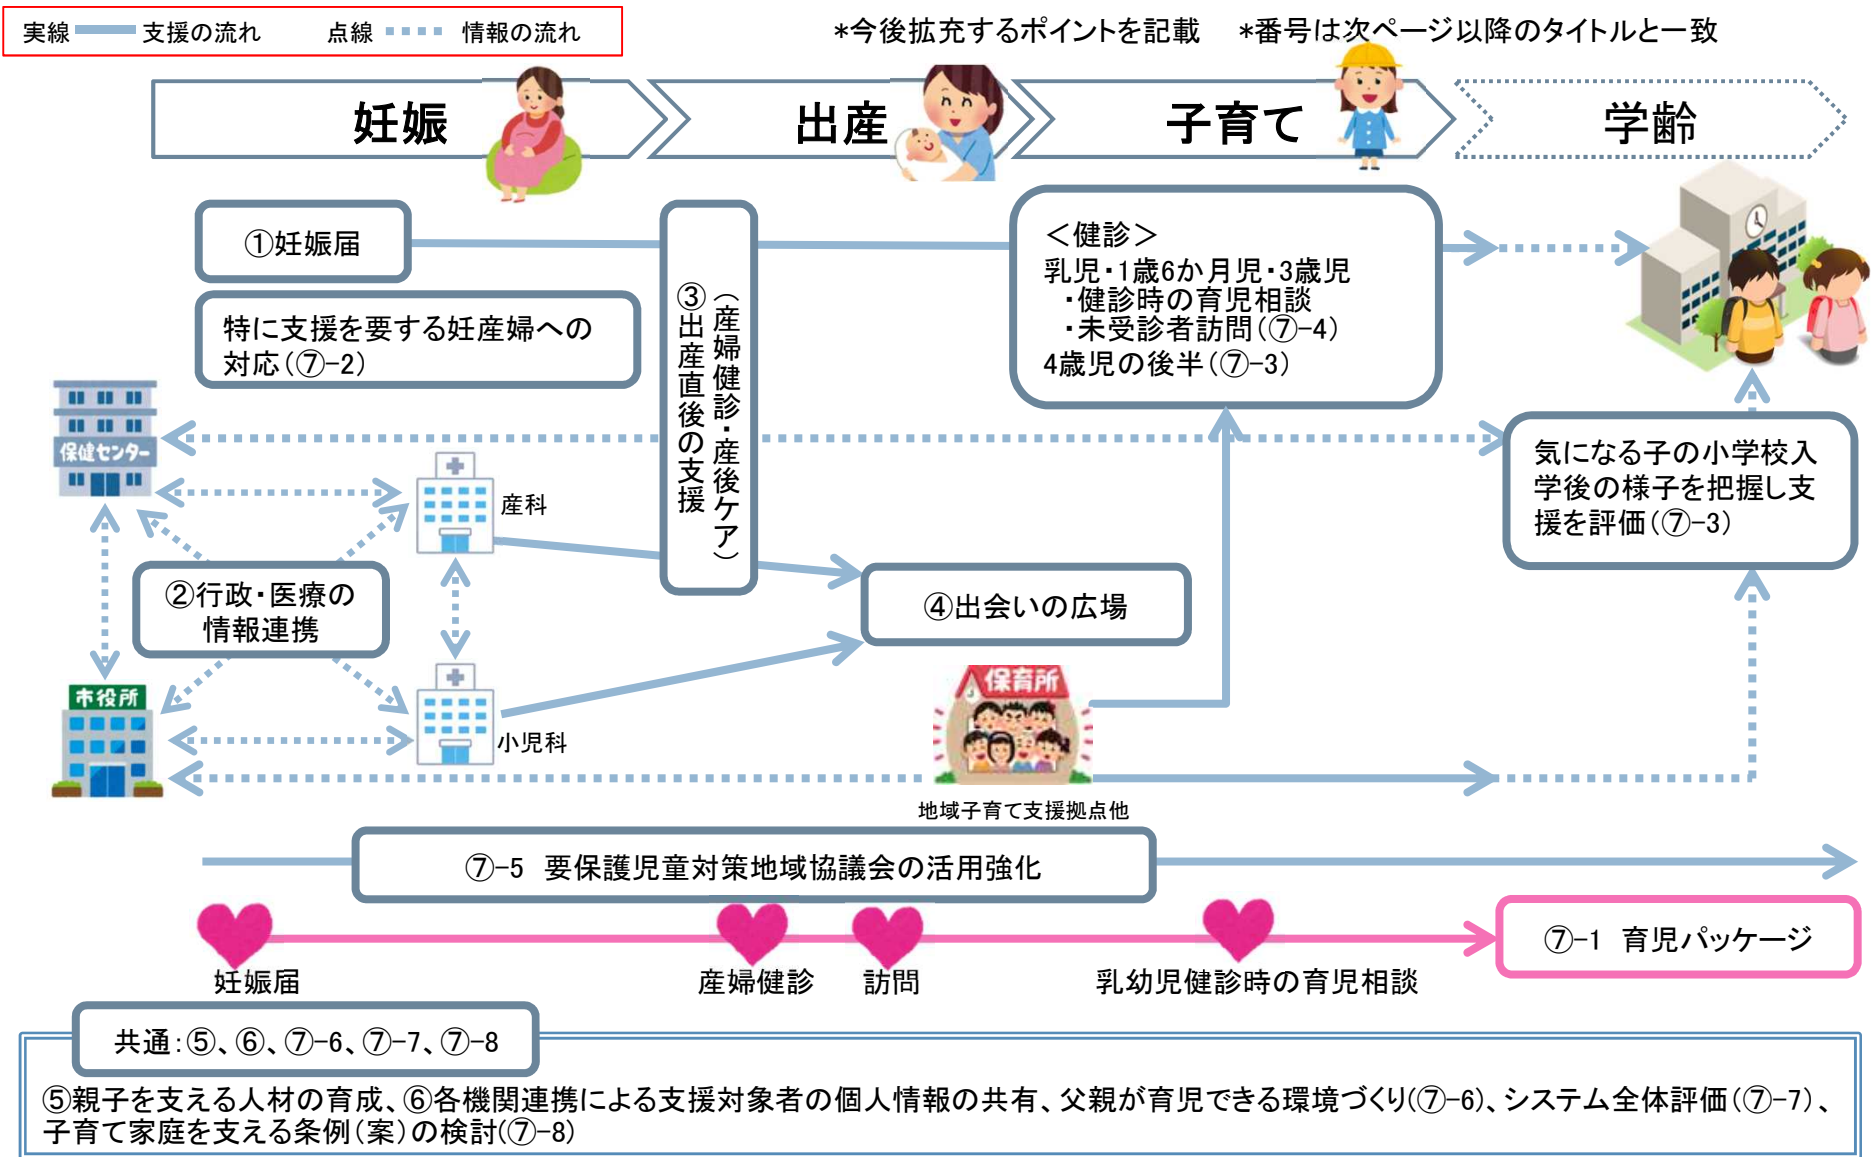 実線 支援の流れ 点線 情報の流れ
*今後拡充するポイントを記載 *番号は次ページ以降のタイトルと一致
妊娠
出産
子育て
学齢
①妊娠届
特に支援を要する妊産婦への
対応(⑦-2)
③出産直後の支援
(産婦健診・産後ケア)
<健診>
乳児・1歳6か月児・3歳児
・健診時の育児相談
・未受診者訪問(⑦-4)
4歳児の後半(⑦-3)
保健センター
産科
気になる子の小学校入
学後の様子を把握し支
援を評価(⑦-3)
②行政・医療の
情報連携
④出会いの広場
市役所
小児科
保育所
地域子育て支援拠点他
⑦-5 要保護児童対策地域協議会の活用強化
妊娠届
産婦健診
訪問
乳幼児健診時の育児相談
⑦-1 育児パッケージ
共通:⑤、⑥、⑦-6、⑦-7、⑦-8
⑤親子を支える人材の育成、⑥各機関連携による支援対象者の個人情報の共有、父親が育児できる環境づくり(⑦-6)、システム全体評価(⑦-7)、
子育て家庭を支える条例(案)の検討(⑦-8)